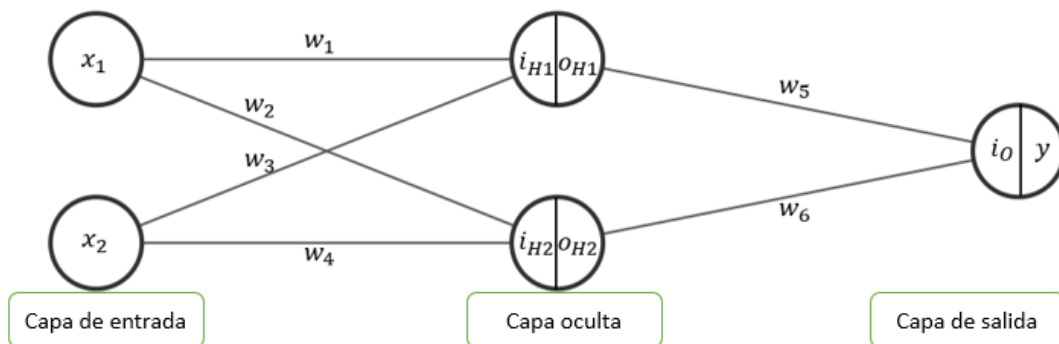 x₁ w₁ i_H1 o_H1
w₂ w₅
w₃ i_O y
x₂ w₄ i_H2 o_H2 w₆
Capa de entrada Capa oculta Capa de salida